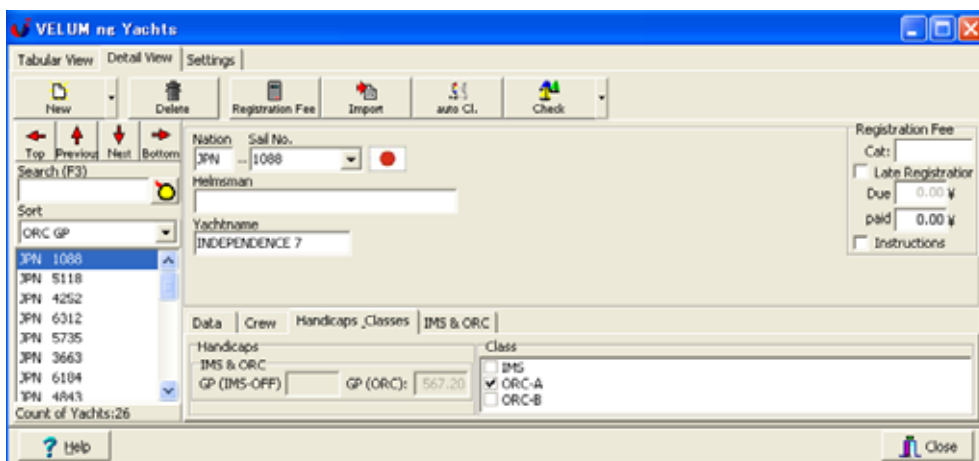 VELUM ng Yachts
Tabular View Detail View Settings
New Delete Registration Fee Import auto Cl. Check
Top Previous Next Bottom
Search (F3)
Sort
ORC GP
JPN 1088
JPN 5118
JPN 4252
JPN 6312
JPN 5735
JPN 3663
JPN 6184
JPN 4843
Count of Yachts:26
Nation Sail No.
JPN -- 1088
Helmsman
Yachtname
INDEPENDENCE 7
Registration Fee
Cat:
Late Registration
Due 0.00 ¥
paid 0.00 ¥
Instructions
Data Crew Handicaps_Classes IMS & ORC
Handicaps
IMS & ORC
GP (IMS-OFF) GP (ORC): 567.20
Class
IMS
ORC-A
ORC-B
? Help Close